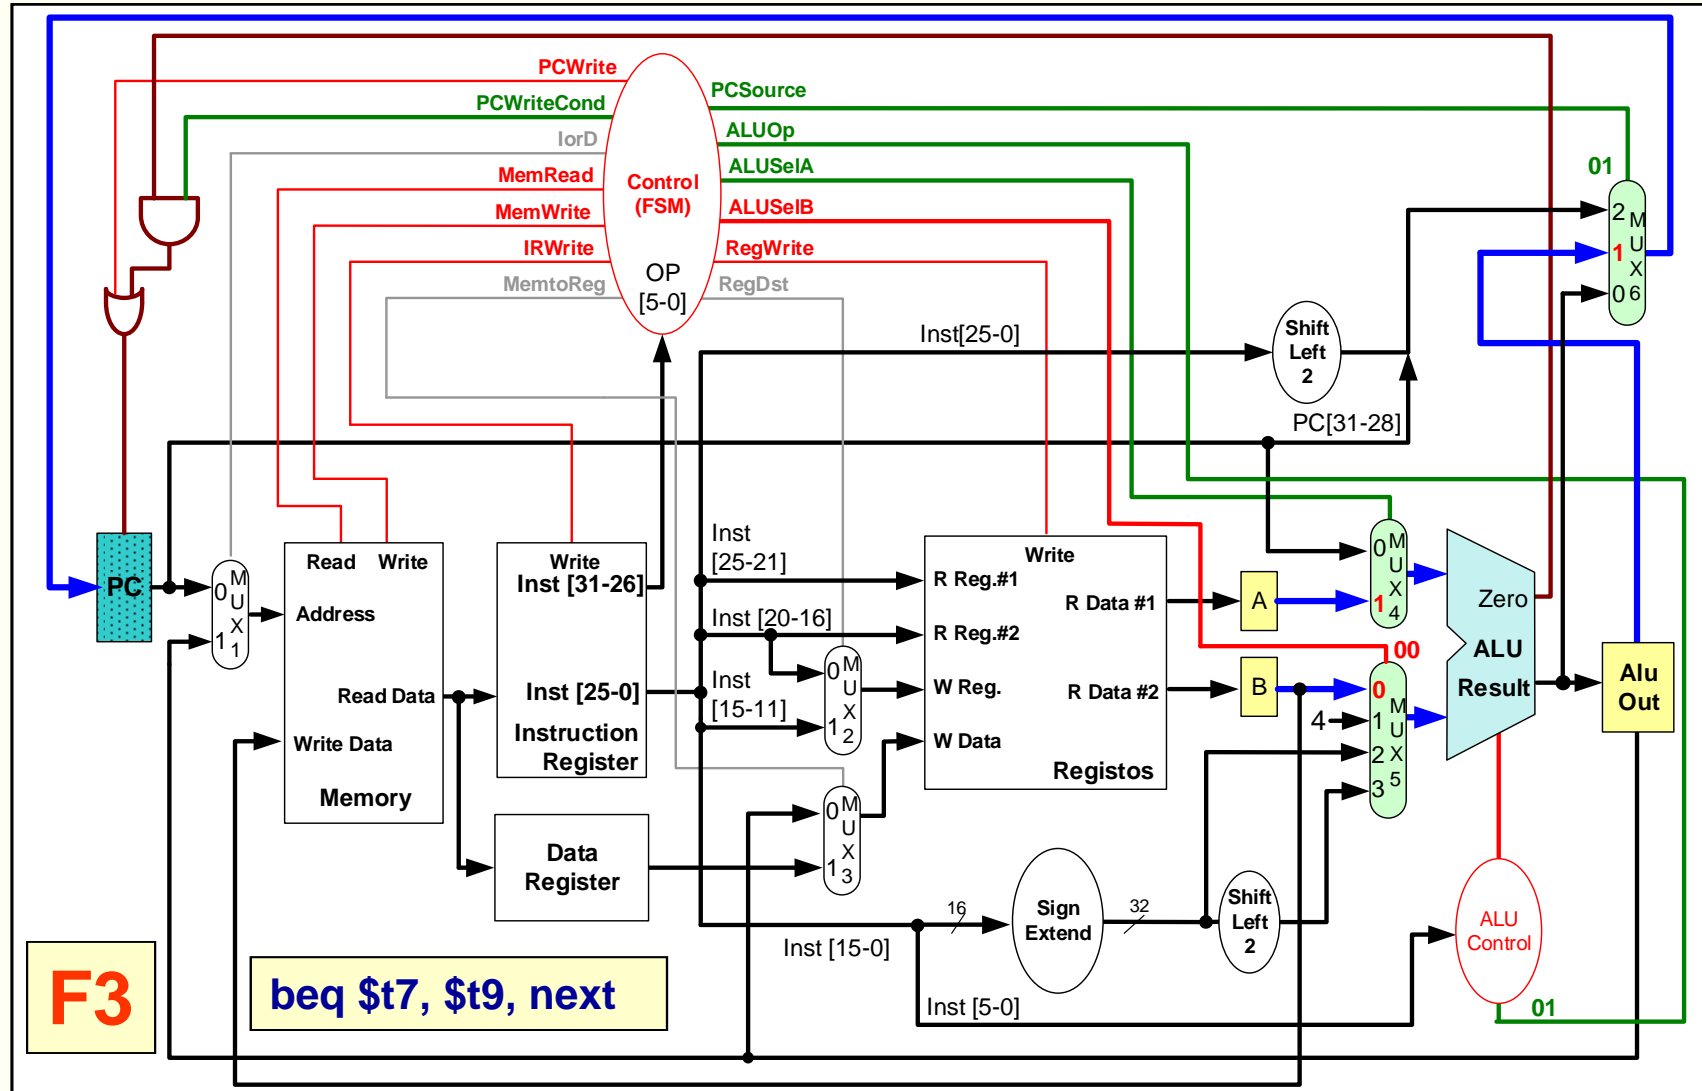 PCWrite
PCWriteCond
IorD
MemRead
MemWrite
IRWrite
MemtoReg
Control
(FSM)
OP
[5-0]
PCSource
ALUOp
ALUSelA
ALUSelB
RegWrite
RegDst
01
2
1
0
M
U
X
6
Inst[25-0]
Shift
Left
2
PC[31-28]
PC
0
1
M
U
X
1
Read Write
Address
Read Data
Write Data
Memory
Write
Inst [31-26]
Inst [25-0]
Instruction
Register
Data
Register
Inst
[25-21]
Inst [20-16]
Inst
[15-11]
0
1
M
U
X
2
0
1
M
U
X
3
Write
R Reg.#1
R Data #1
R Reg.#2
W Reg.
R Data #2
W Data
Registos
A
B
0
1
M
U
X
4
00
4
0
1
2
3
M
U
X
5
Zero
ALU
Result
Alu
Out
Inst [15-0]
16
Sign
Extend
32
Shift
Left
2
ALU
Control
Inst [5-0]
01
F3
beq $t7, $t9, next